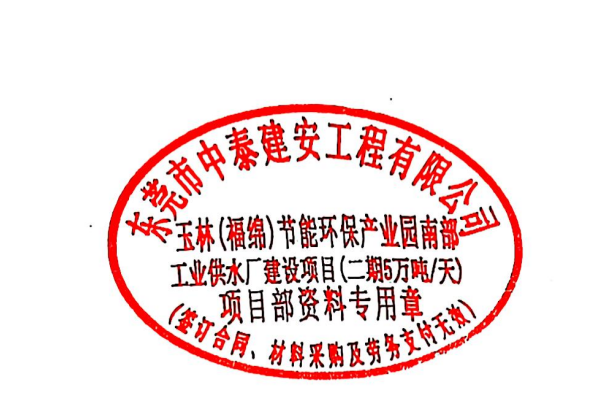 东莞市中泰建安工程有限公司
玉林(福绵)节能环保产业园南部
工业供水厂建设项目(二期5万吨/天)
项目部资料专用章
(签订合同、材料采购及劳务支付无效)